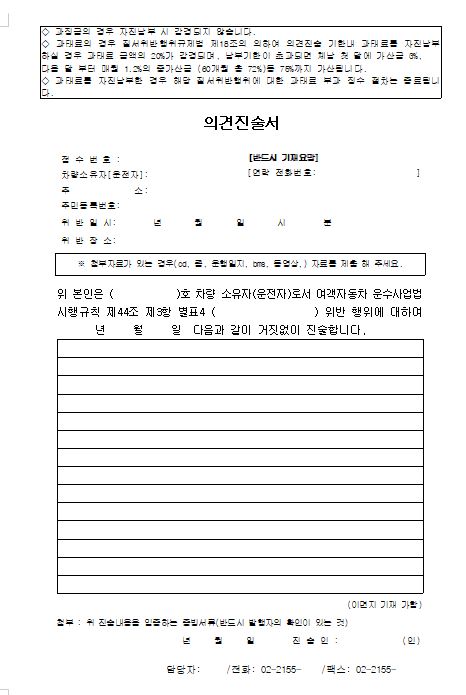 ◇ 과징금의 경우 자진납부 시 감경되지 않습니다.
◇ 과태료의 경우 질서위반행위규제법 제18조의 의하여 의견진술 기한내 과태료를 자진납부
하실 경우 과태료 금액의 20%가 감경되며, 납부기한이 초과되면 체납 첫 달에 가산금 5%,
다음 달 부터 매월 1.2%의 중가산금 (60개월 총 72%)등 75%까지 가산됩니다.
◇ 과태료를 자진납부한 경우 해당 질서위반행위에 대한 과태료 부과 징수 절차는 종료됩니
다.
의견진술서
접 수 번 호 : [반드시 기재요망]
차량소유자[운전자]: [연락 전화번호: ]
주 소:
주민등록번호:
위 반 일 시: 년 월 일 시 분
위 반 장 소:
※ 첨부자료가 있는 경우(cd, 콜, 운행일지, bms, 동영상,) 자료를 제출 해 주세요.
위 본인은 ( )호 차량 소유자(운전자)로서 여객자동차 운수사업법
시행규칙 제44조 제3항 별표4 ( ) 위반 행위에 대하여
년 월 일 다음과 같이 거짓없이 진술합니다.
(이면지 기재 가함)
첨부 : 위 진술내용을 입증하는 증빙서류(반드시 발행자의 확인이 있는 것)
년 월 일 진 술 인 : (인)
담당자: /전화: 02-2155- /팩스: 02-2155-